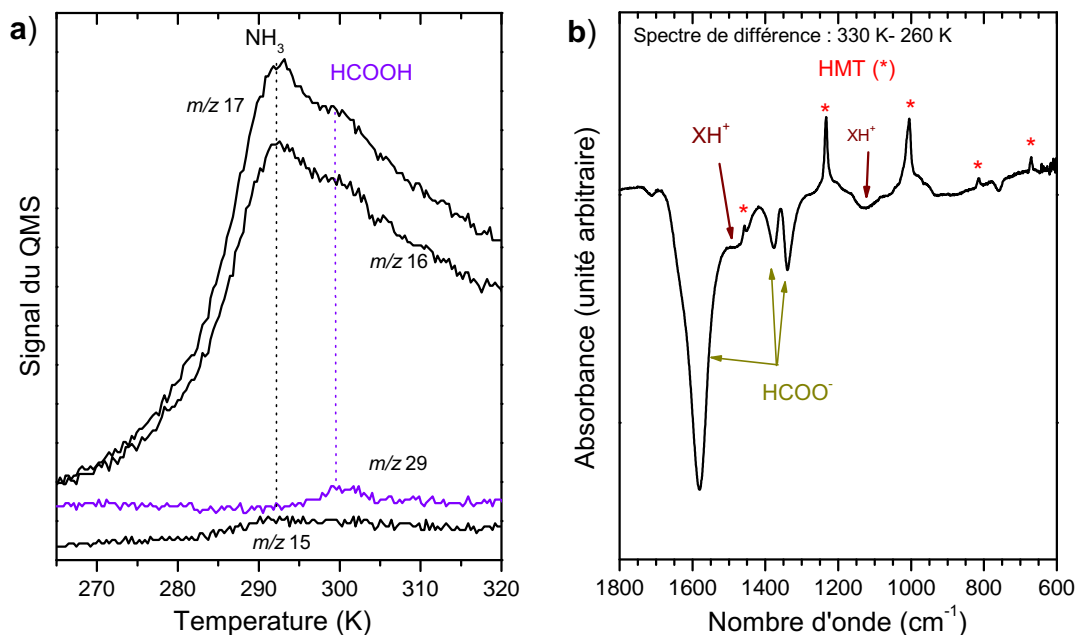 a)
NH3
HCOOH
m/z 17
m/z 16
m/z 29
m/z 15
Signal du QMS
270 280 290 300 310 320
Temperature (K)
b)
Spectre de différence : 330 K- 260 K
HMT (*)
* *
XH+ XH+
* * *
HCOO-
Absorbance (unité arbitraire)
1800 1600 1400 1200 1000 800 600
Nombre d'onde (cm-1)